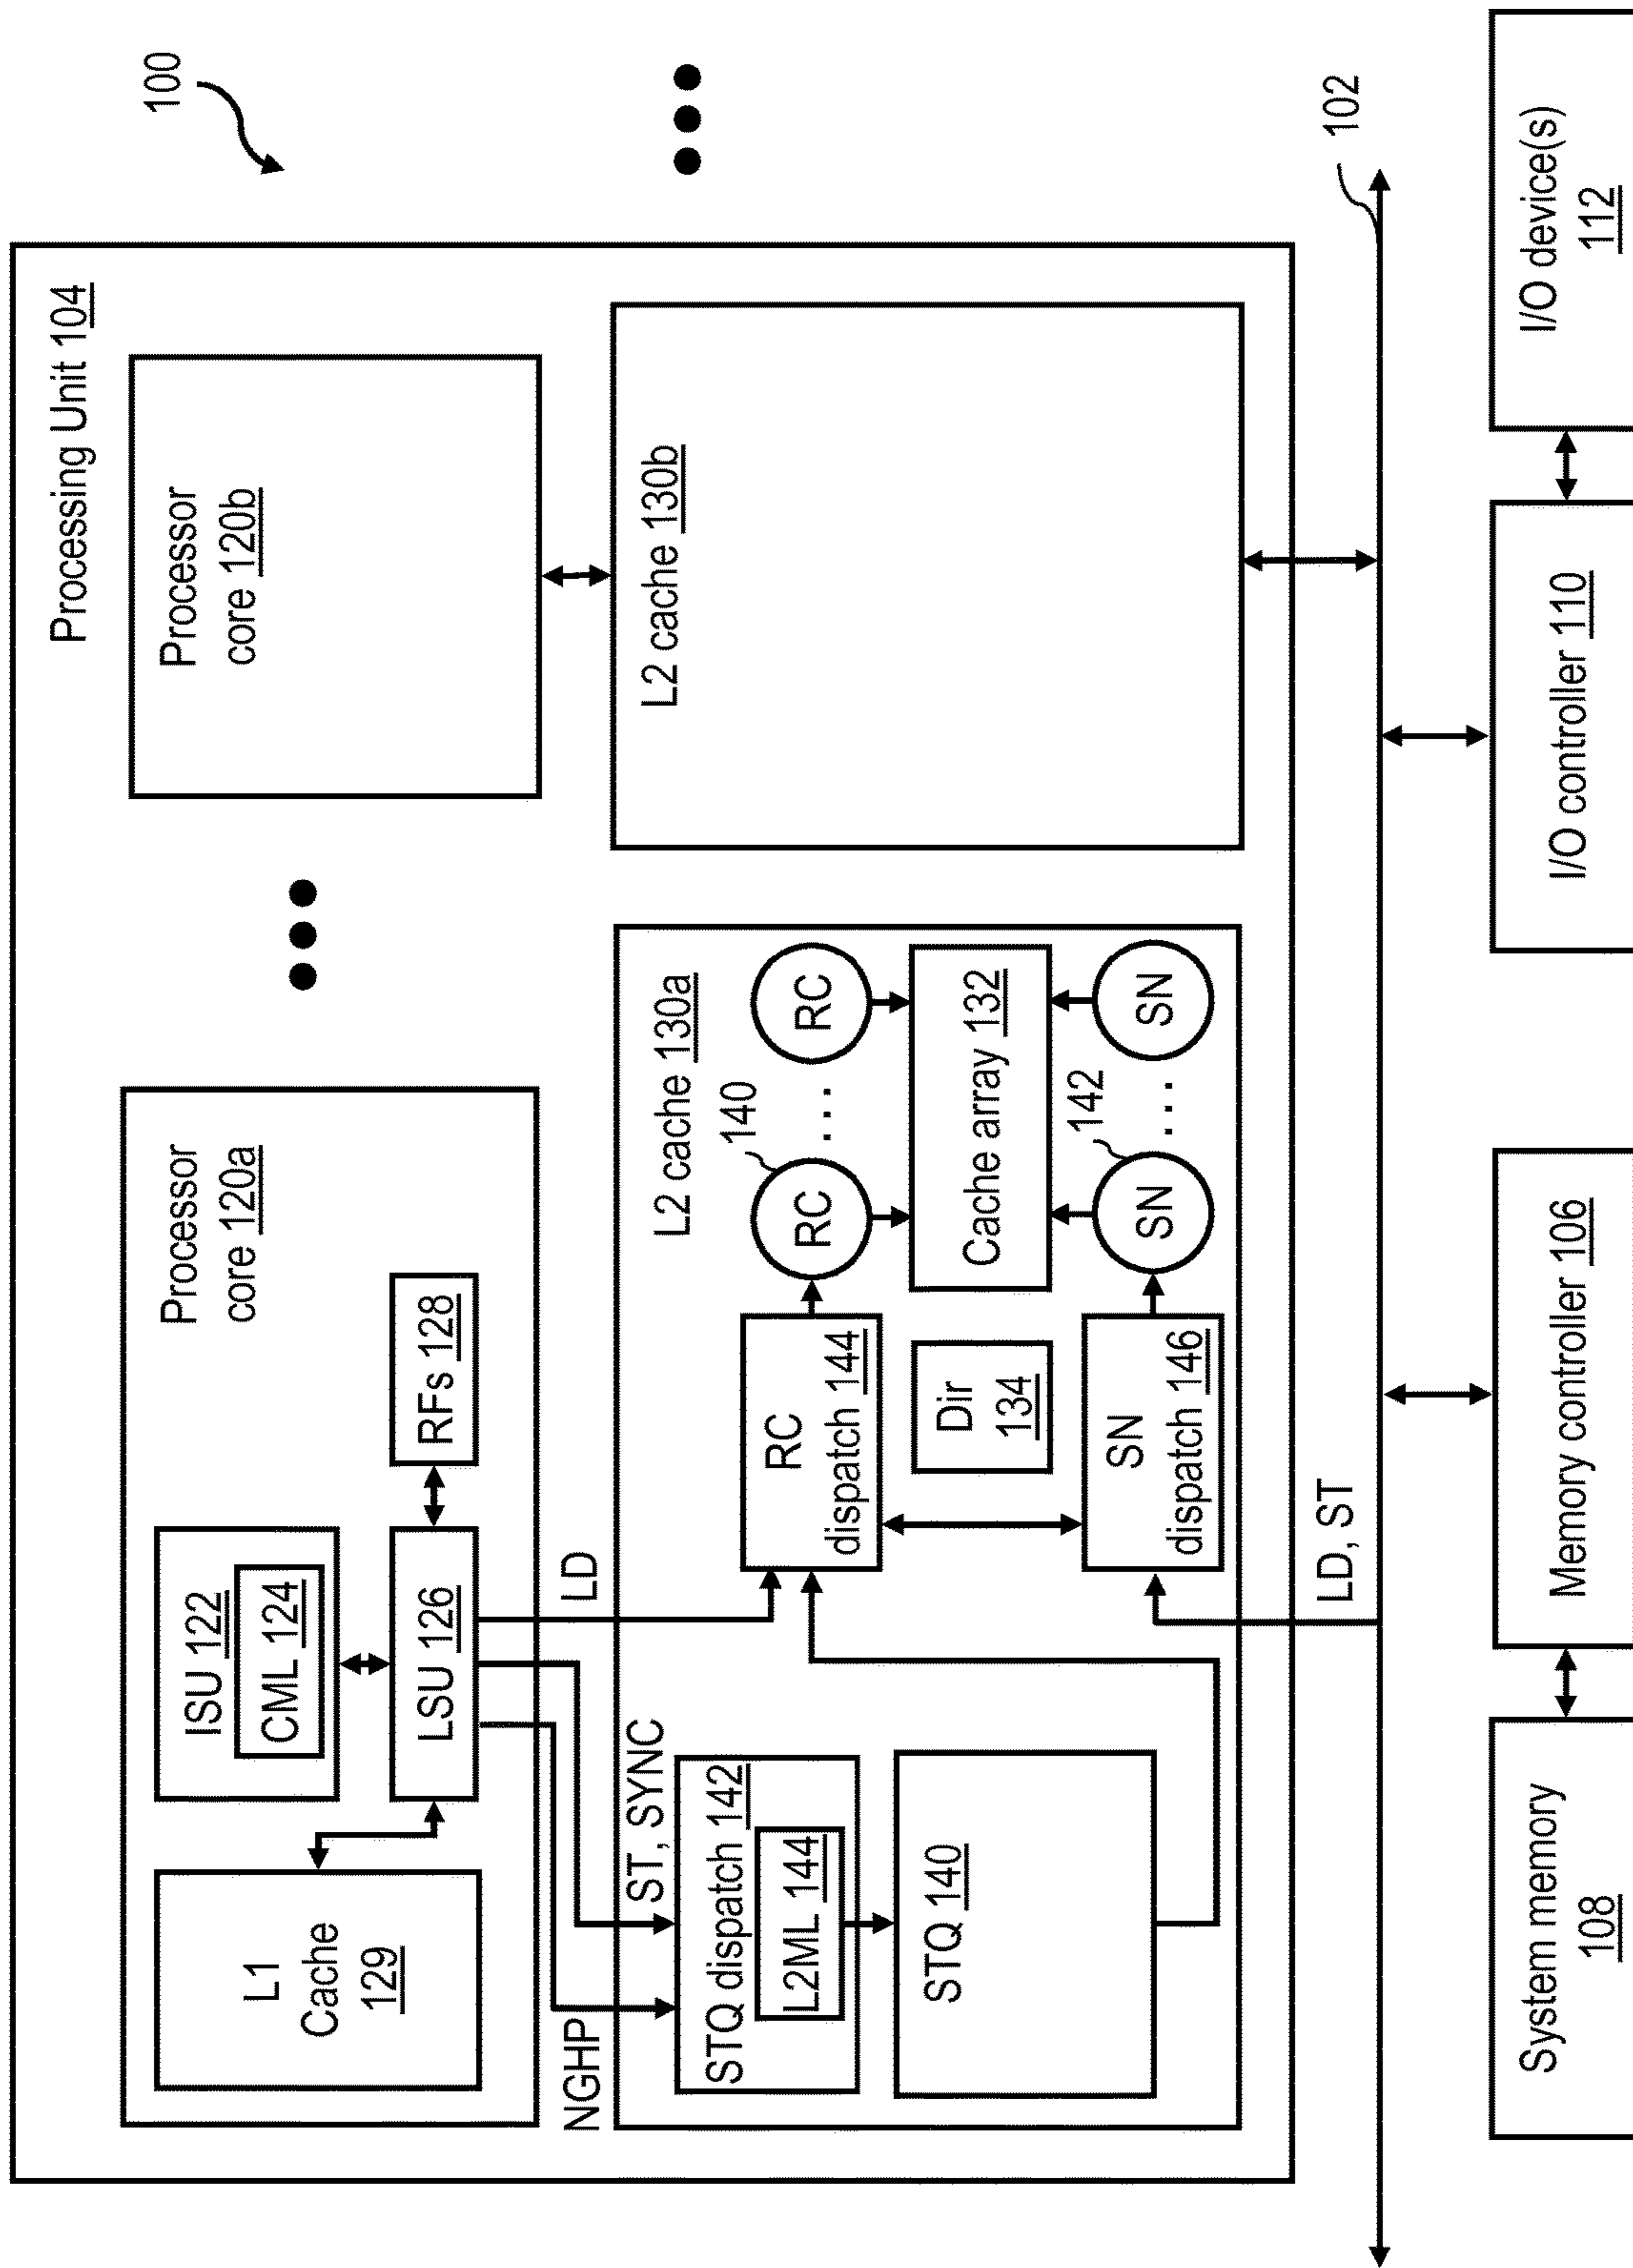 100
Processing Unit 104
Processor
core 120a
ISU 122
CML 124
L1
Cache
129
LSU 126
RFs 128
Processor
core 120b
NGHP
ST, SYNC
LD
L2 cache 130a
STQ dispatch 142
L2ML 144
STQ 140
RC
dispatch 144
Dir
134
SN
dispatch 146
140
RC
. . .
RC
Cache array 132
142
SN
. . .
SN
L2 cache 130b
LD, ST
102
System memory
108
Memory controller 106
I/O controller 110
I/O device(s)
112